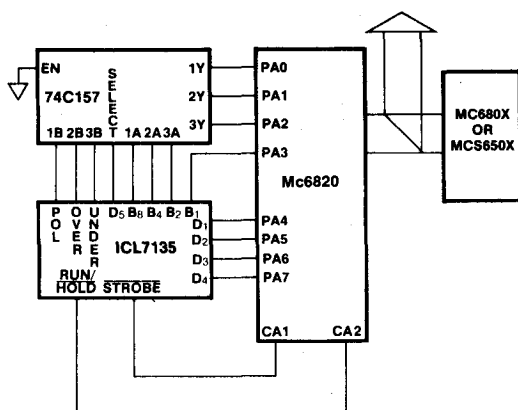 EN
74C157
SELECT
1Y
2Y
3Y
1B 2B 3B 1A 2A 3A
POL
OVER
UNDER
D5 B8 B4 B2 B1
D1
D2
D3
D4
ICL7135
RUN/
HOLD STROBE
PA0
PA1
PA2
PA3
Mc6820
PA4
PA5
PA6
PA7
CA1 CA2
MC680X
OR
MCS650X